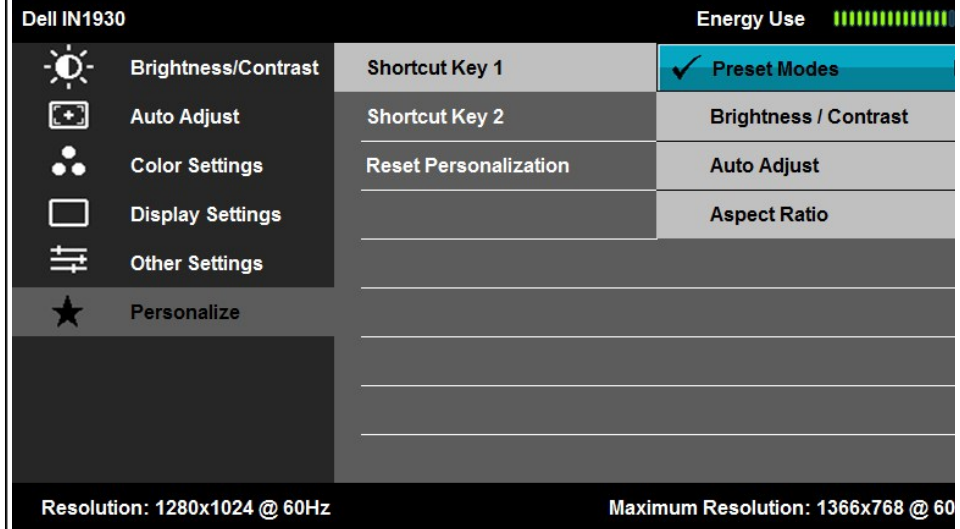 Dell IN1930
Energy Use
Brightness/Contrast
Auto Adjust
Color Settings
Display Settings
Other Settings
Personalize
Shortcut Key 1
Shortcut Key 2
Reset Personalization
Preset Modes
Brightness / Contrast
Auto Adjust
Aspect Ratio
Resolution: 1280x1024 @ 60Hz
Maximum Resolution: 1366x768 @ 60